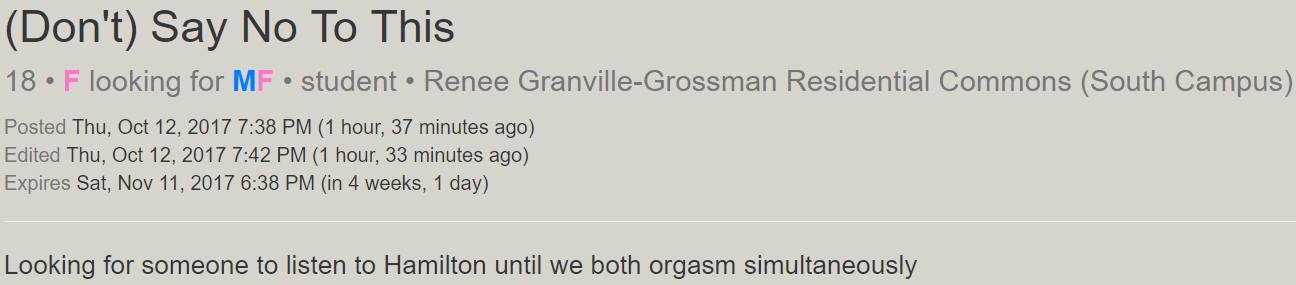 (Don't) Say No To This
18 • F looking for MF • student • Renee Granville-Grossman Residential Commons (South Campus)
Posted Thu, Oct 12, 2017 7:38 PM (1 hour, 37 minutes ago)
Edited Thu, Oct 12, 2017 7:42 PM (1 hour, 33 minutes ago)
Expires Sat, Nov 11, 2017 6:38 PM (in 4 weeks, 1 day)
Looking for someone to listen to Hamilton until we both orgasm simultaneously